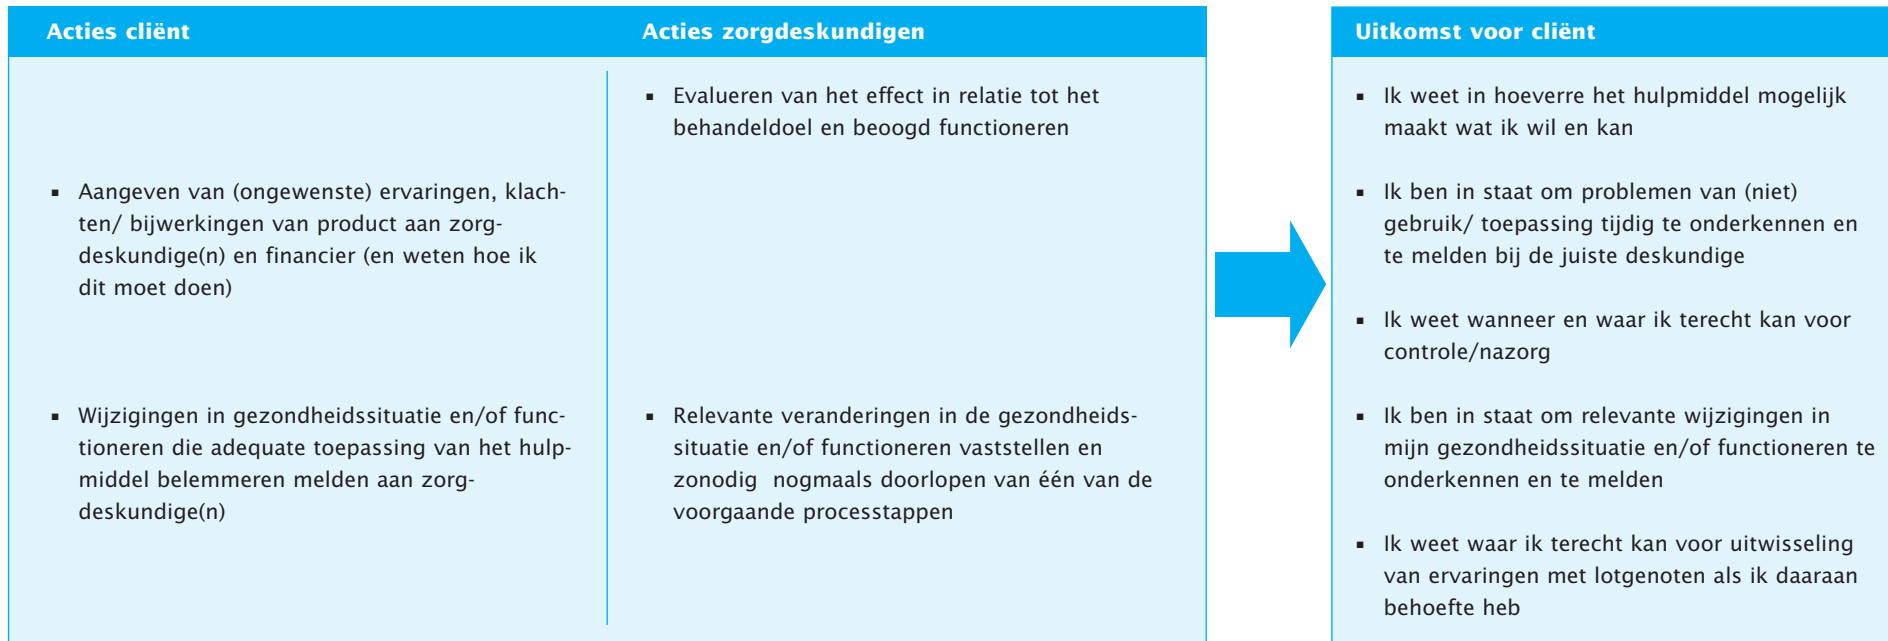 Acties cliënt
▪ Aangeven van (ongewenste) ervaringen, klach-
ten/ bijwerkingen van product aan zorg-
deskundige(n) en financier (en weten hoe ik
dit moet doen)
▪ Wijzigingen in gezondheidssituatie en/of func-
tioneren die adequate toepassing van het hulp-
middel belemmeren melden aan zorg-
deskundige(n)
Acties zorgdeskundigen
▪ Evalueren van het effect in relatie tot het
behandeldoel en beoogd functioneren
▪ Relevante veranderingen in de gezondheids-
situatie en/of functioneren vaststellen en
zonodig  nogmaals doorlopen van één van de
voorgaande processtappen
Uitkomst voor cliënt
▪ Ik weet in hoeverre het hulpmiddel mogelijk
maakt wat ik wil en kan
▪ Ik ben in staat om problemen van (niet)
gebruik/ toepassing tijdig te onderkennen en
te melden bij de juiste deskundige
▪ Ik weet wanneer en waar ik terecht kan voor
controle/nazorg
▪ Ik ben in staat om relevante wijzigingen in
mijn gezondheidssituatie en/of functioneren te
onderkennen en te melden
▪ Ik weet waar ik terecht kan voor uitwisseling
van ervaringen met lotgenoten als ik daaraan
behoefte heb